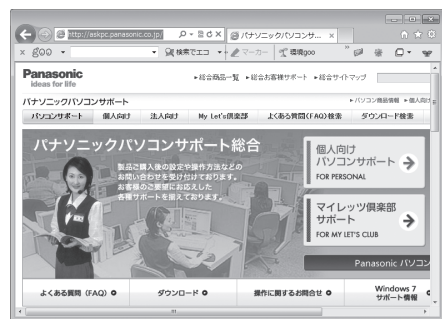 http://askpc.panasonic.co.jp/
パナソニックパソコンサ... ×
× goo
検索でエコ
マーカー
環境goo
Panasonic
ideas for life
▸総合商品一覧 ▸総合お客様サポート ▸総合サイトマップ
パナソニックパソコンサポート
▸パソコン商品情報 ▸個人向け
パソコンサポート 個人向け 法人向け My Let's倶楽部 よくある質問(FAQ)検索 ダウンロード検索
パナソニックパソコンサポート総合
製品ご購入後の設定や操作方法などの
お問い合わせを受け付けております。
お客様のご要望にお応えした
各種サポートを揃えております。
個人向け
パソコンサポート
FOR PERSONAL
マイレッツ倶楽部
サポート
FOR MY LET'S CLUB
Panasonic パソコン
よくある質問 (FAQ) ダウンロード 操作に関するお問合せ Windows 7
サポート情報